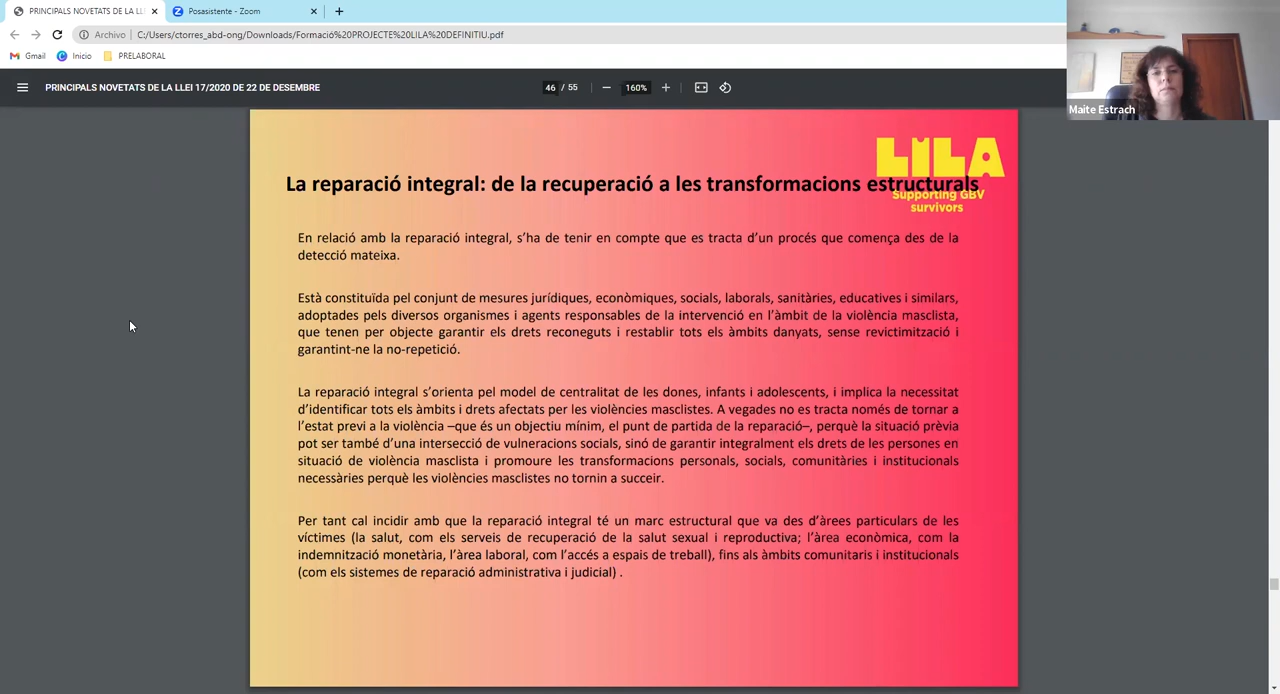 PRINCIPALS NOVETATS DE LA LLE
Posasistente - Zoom
Archivo
C:/Users/ctorres_abd-ong/Downloads/Formació%20PROJECTE%20LILA%20DEFINITIU.pdf
Gmail
Inicio
PRELABORAL
PRINCIPALS NOVETATS DE LA LLEI 17/2020 DE 22 DE DESEMBRE
46 / 55
160%
Maite Estrach
LILA
Supporting GBV
survivors
La reparació integral: de la recuperació a les transformacions estructurals
En relació amb la reparació integral, s’ha de tenir en compte que es tracta d’un procés que comença des de la
detecció mateixa.
Està constituïda pel conjunt de mesures jurídiques, econòmiques, socials, laborals, sanitàries, educatives i similars,
adoptades pels diversos organismes i agents responsables de la intervenció en l’àmbit de la violència masclista,
que tenen per objecte garantir els drets reconeguts i restablir tots els àmbits danyats, sense revictimització i
garantint-ne la no-repetició.
La reparació integral s’orienta pel model de centralitat de les dones, infants i adolescents, i implica la necessitat
d’identificar tots els àmbits i drets afectats per les violències masclistes. A vegades no es tracta només de tornar a
l’estat previ a la violència –que és un objectiu mínim, el punt de partida de la reparació–, perquè la situació prèvia
pot ser també d’una intersecció de vulneracions socials, sinó de garantir integralment els drets de les persones en
situació de violència masclista i promoure les transformacions personals, socials, comunitàries i institucionals
necessàries perquè les violències masclistes no tornin a succeir.
Per tant cal incidir amb que la reparació integral té un marc estructural que va des d’àrees particulars de les
víctimes (la salut, com els serveis de recuperació de la salut sexual i reproductiva; l’àrea econòmica, com la
indemnització monetària, l’àrea laboral, com l’accés a espais de treball), fins als àmbits comunitaris i institucionals
(com els sistemes de reparació administrativa i judicial) .